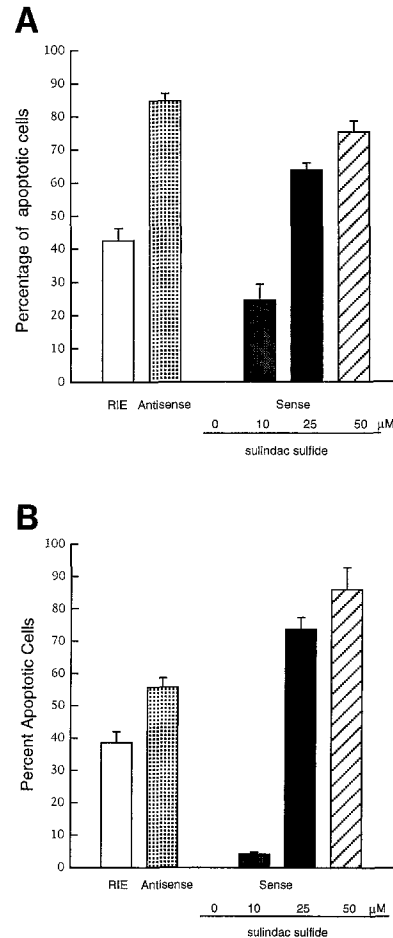 A
Percentage of apoptotic cells
100
90
80
70
60
50
40
30
20
10
0
RIE Antisense Sense
0 10 25 50 μM
sulindac sulfide
B
Percent Apoptotic Cells
100
90
80
70
60
50
40
30
20
10
0
RIE Antisense Sense
0 10 25 50 μM
sulindac sulfide